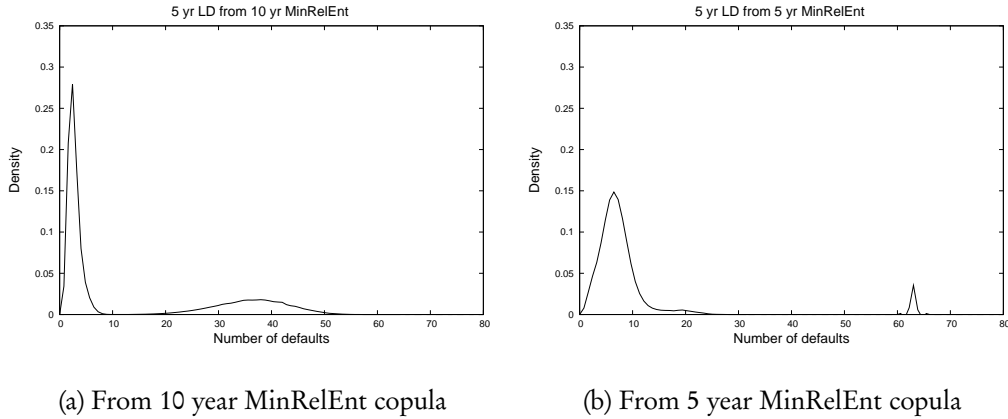 5 yr LD from 10 yr MinRelEnt
0.35
0.3
0.25
0.2
0.15
0.1
0.05
0
Density
0 10 20 30 40 50 60 70 80
Number of defaults
(a) From 10 year MinRelEnt copula
5 yr LD from 5 yr MinRelEnt
0.35
0.3
0.25
0.2
0.15
0.1
0.05
0
Density
0 10 20 30 40 50 60 70 80
Number of defaults
(b) From 5 year MinRelEnt copula